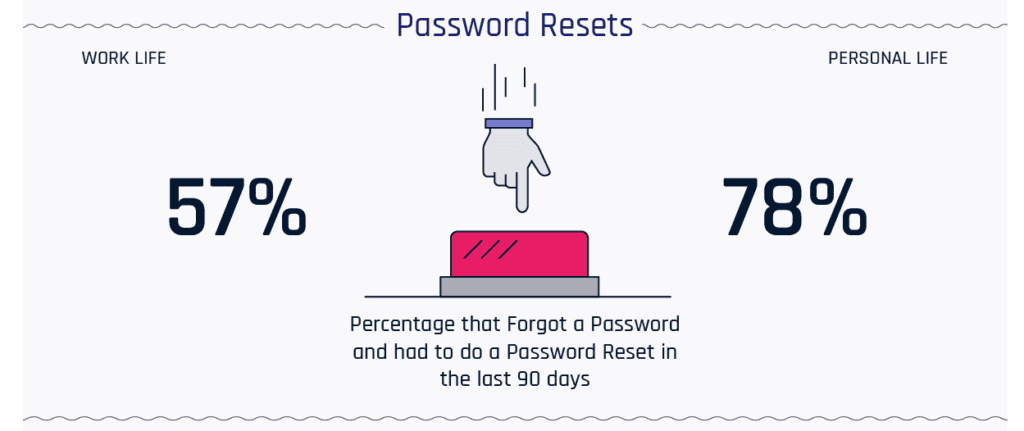 Password Resets
WORK LIFE
PERSONAL LIFE
57%
78%
Percentage that Forgot a Password
and had to do a Password Reset in
the last 90 days